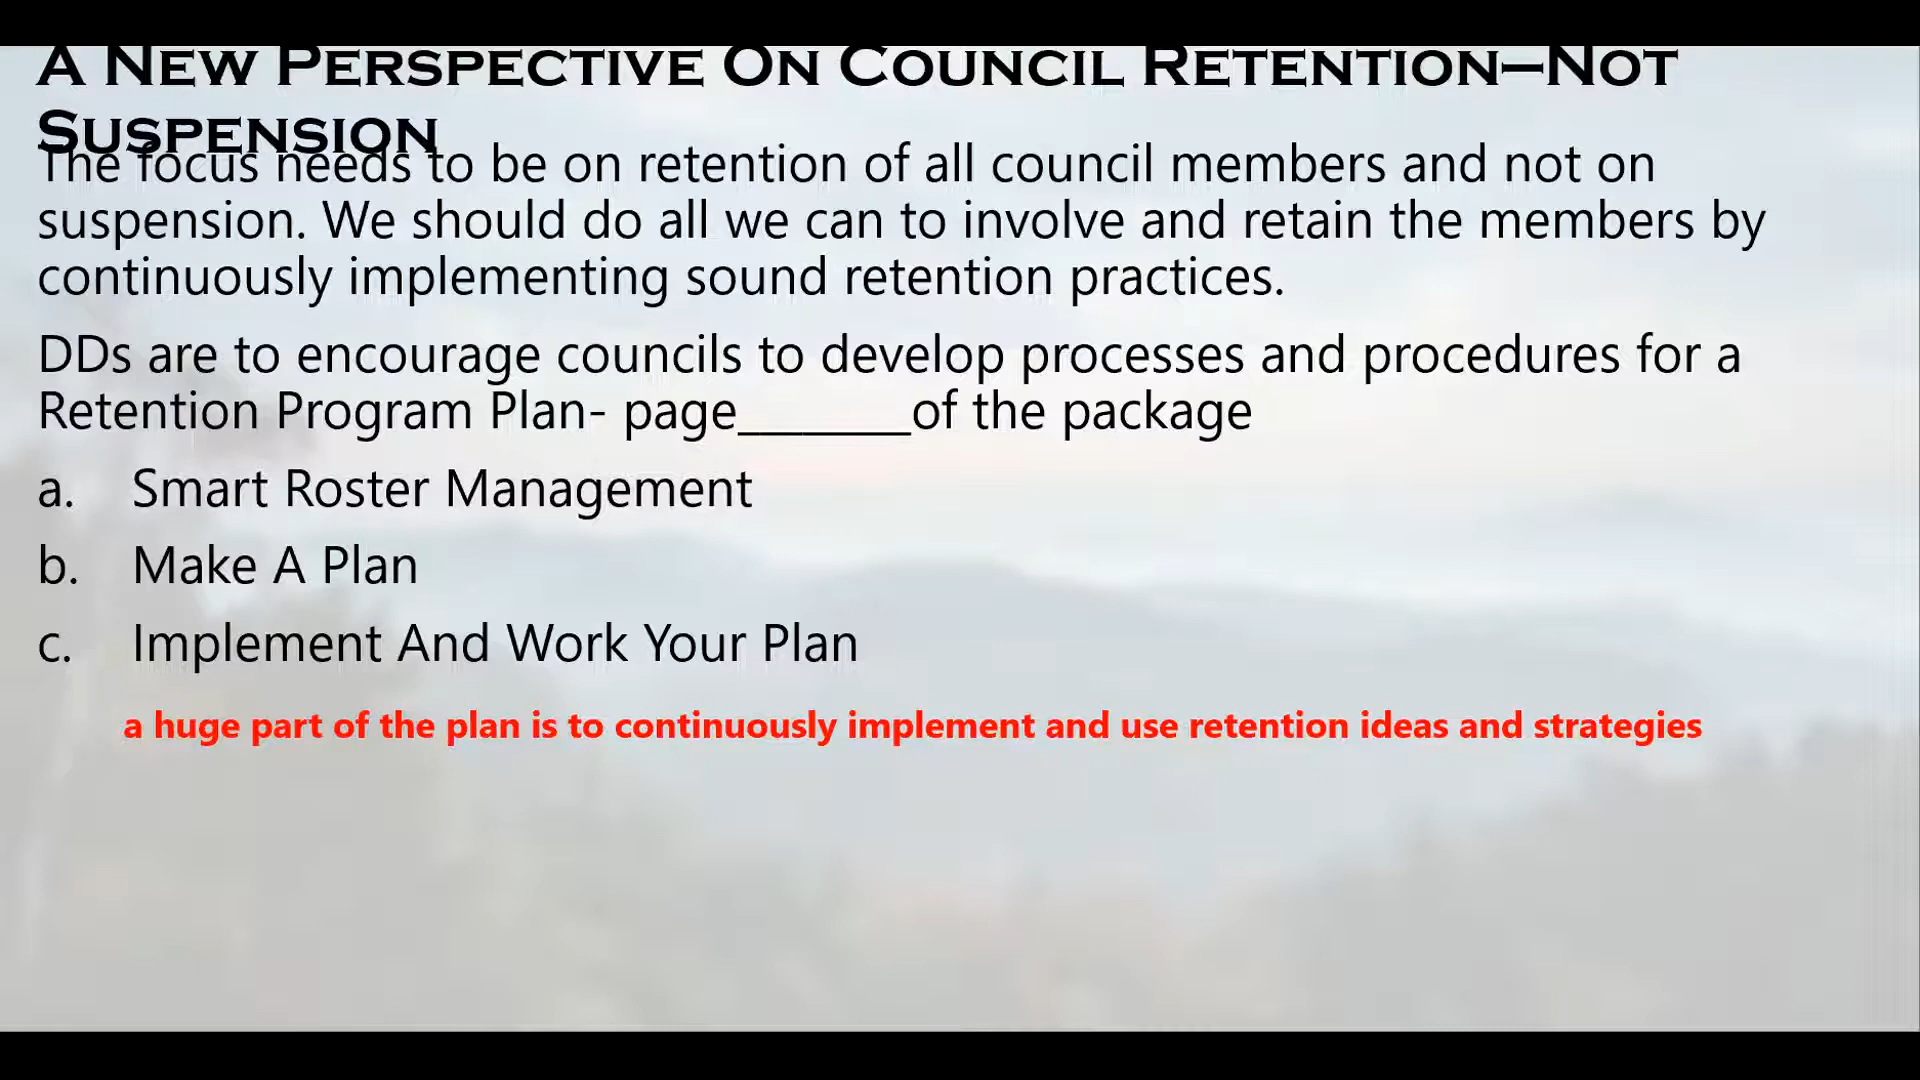 A New Perspective On Council Retention—Not
Suspension
The focus needs to be on retention of all council members and not on
suspension. We should do all we can to involve and retain the members by
continuously implementing sound retention practices.
DDs are to encourage councils to develop processes and procedures for a
Retention Program Plan- page_______of the package
a. Smart Roster Management
b. Make A Plan
c. Implement And Work Your Plan
a huge part of the plan is to continuously implement and use retention ideas and strategies